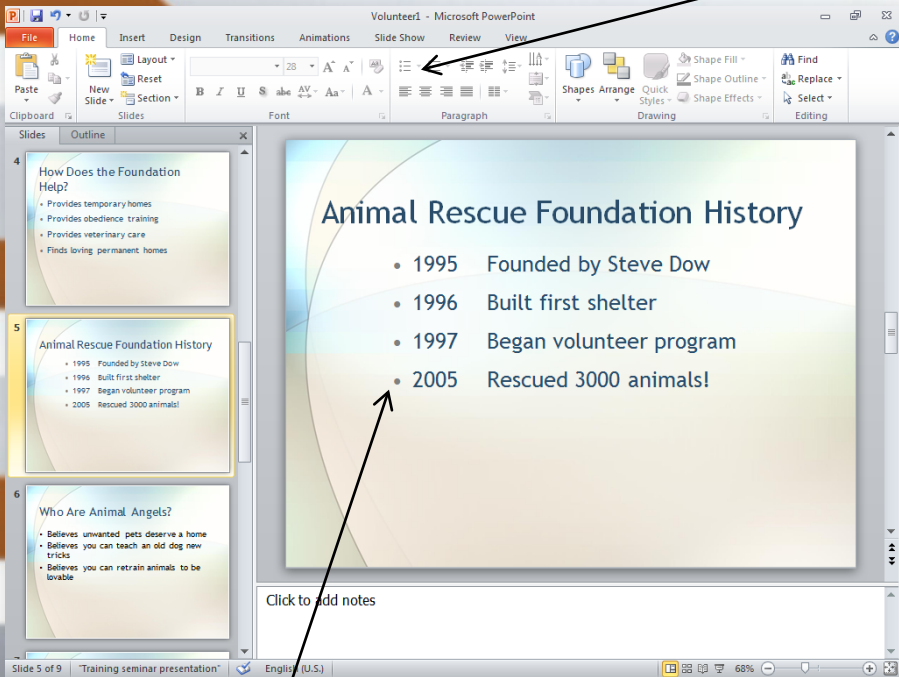 Volunteer1 - Microsoft PowerPoint
File Home Insert Design Transitions Animations Slide Show Review View
Paste
New Slide
Layout
Reset
Section
28
B I U S abc AV Aa A
Shapes Arrange Quick Styles
Shape Fill
Shape Outline
Shape Effects
Find
Replace
Select
Clipboard Slides Font Paragraph Drawing Editing
Slides Outline
4
How Does the Foundation
Help?
• Provides temporary homes
• Provides obedience training
• Provides veterinary care
• Finds loving permanent homes
5
Animal Rescue Foundation History
• 1995 Founded by Steve Dow
• 1996 Built first shelter
• 1997 Began volunteer program
• 2005 Rescued 3000 animals!
6
Who Are Animal Angels?
• Believes unwanted pets deserve a home
• Believes you can teach an old dog new
tricks
• Believes you can retrain animals to be
lovable
7
Animal Rescue Foundation History
• 1995 Founded by Steve Dow
• 1996 Built first shelter
• 1997 Began volunteer program
• 2005 Rescued 3000 animals!
Click to add notes
Slide 5 of 9 "Training seminar presentation" English (U.S.) 68%